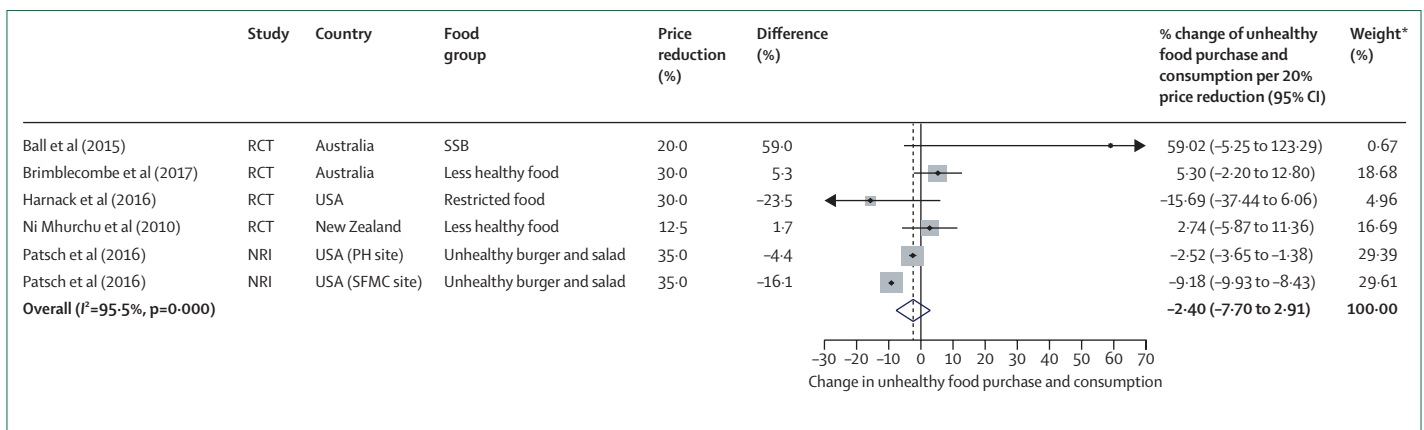 Study Country Food group Price reduction (%) Difference (%) % change of unhealthy food purchase and consumption per 20% price reduction (95% CI) Weight* (%)
Ball et al (2015) RCT Australia SSB 20·0 59·0 59·02 (–5·25 to 123·29) 0·67
Brimblecombe et al (2017) RCT Australia Less healthy food 30·0 5·3 5·30 (–2·20 to 12·80) 18·68
Harnack et al (2016) RCT USA Restricted food 30·0 –23·5 –15·69 (–37·44 to 6·06) 4·96
Ni Mhurchu et al (2010) RCT New Zealand Less healthy food 12·5 1·7 2·74 (–5·87 to 11·36) 16·69
Patsch et al (2016) NRI USA (PH site) Unhealthy burger and salad 35·0 –4·4 –2·52 (–3·65 to –1·38) 29·39
Patsch et al (2016) NRI USA (SFMC site) Unhealthy burger and salad 35·0 –16·1 –9·18 (–9·93 to –8·43) 29·61
Overall (I²=95·5%, p=0·000) –2·40 (–7·70 to 2·91) 100·00
–30 –20 –10 0 10 20 30 40 50 60 70
Change in unhealthy food purchase and consumption